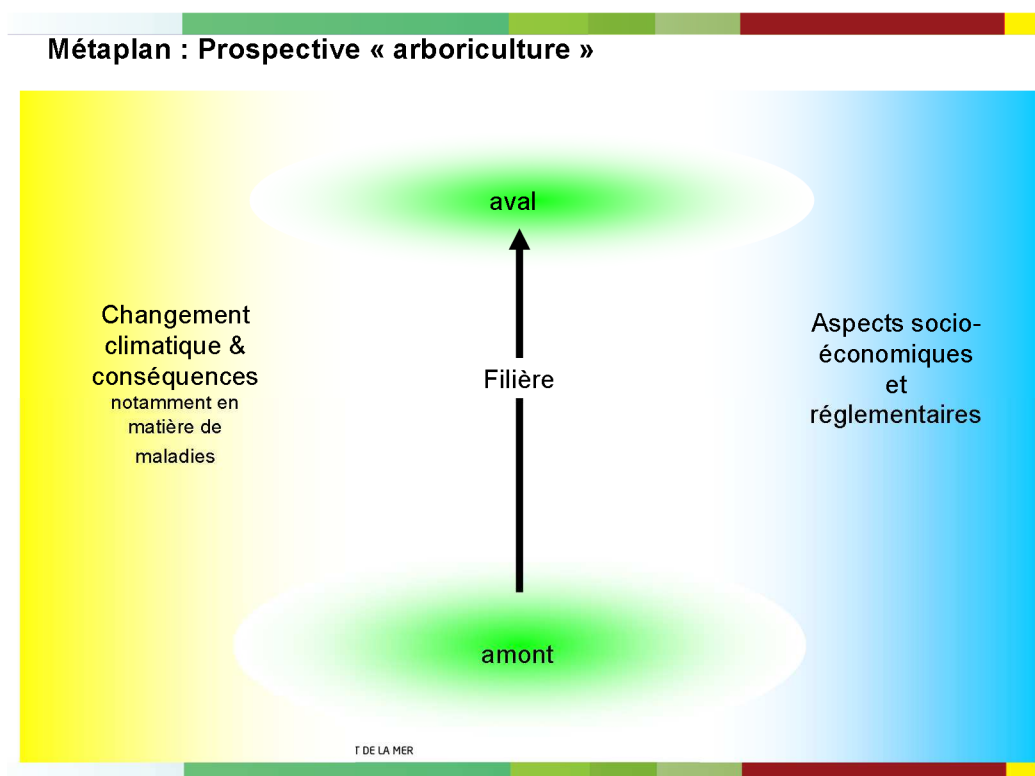 Métaplan : Prospective « arboriculture »
aval
Changement
climatique &
conséquences
notamment en
matière de
maladies
Filière
Aspects socio-
économiques
et
réglementaires
amont
T DE LA MER